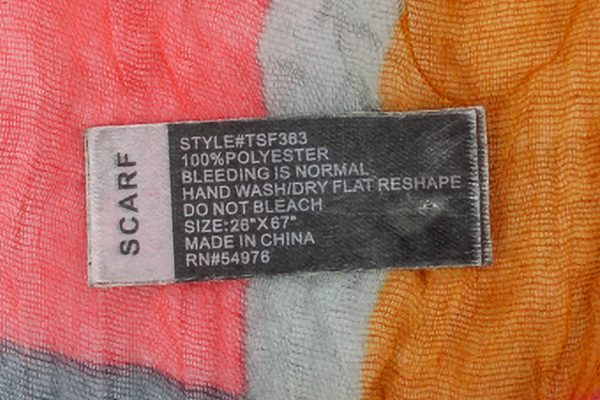 SCARF
STYLE#TSF363
100%POLYESTER
BLEEDING IS NORMAL
HAND WASH/DRY FLAT RESHAPE
DO NOT BLEACH
SIZE:26"X67"
MADE IN CHINA
RN#54976